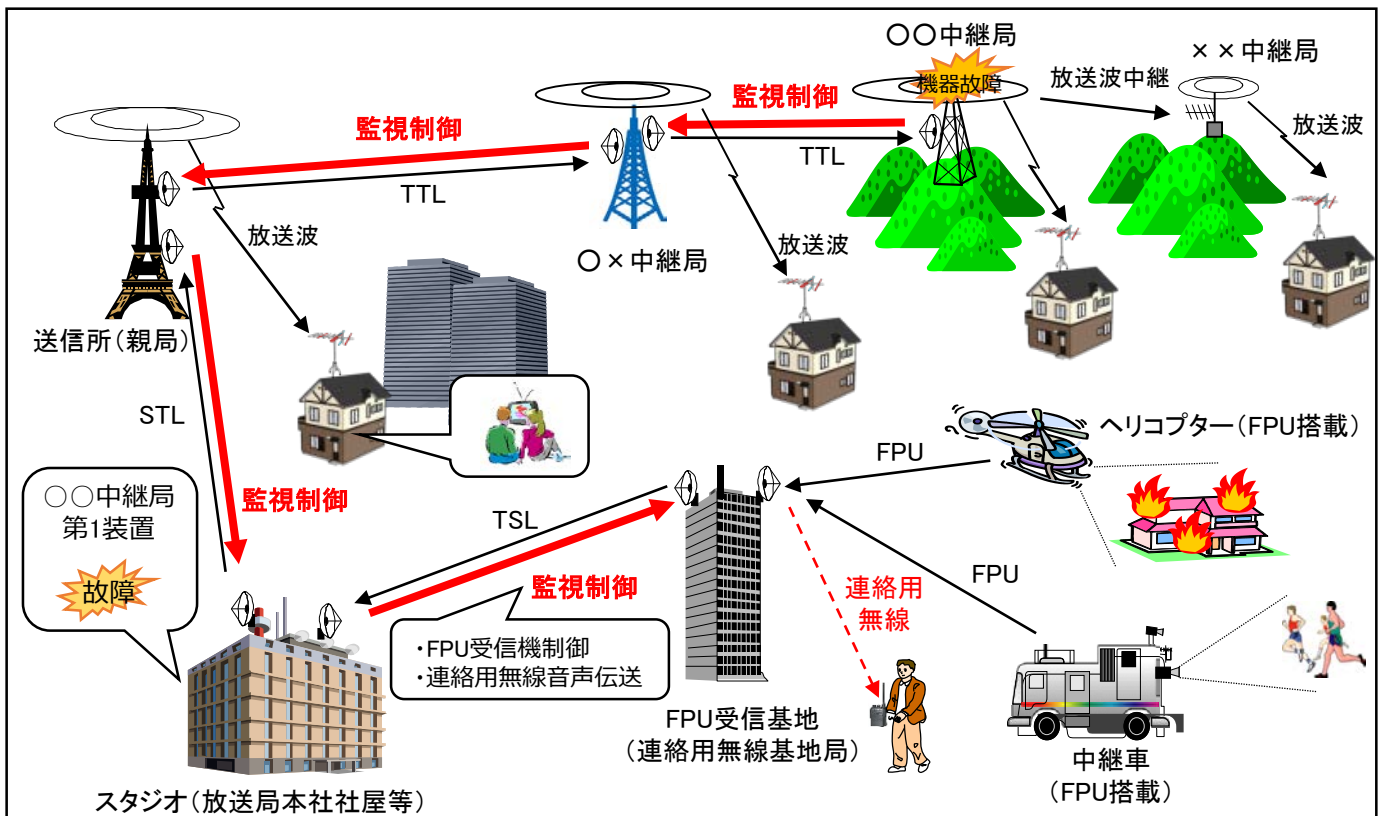 ○○中継局
機器故障
××中継局
放送波中継
放送波
監視制御
TTL
監視制御
TTL
○×中継局
放送波
放送波
送信所(親局)
STL
監視制御
○○中継局
第1装置
故障
TSL
監視制御
・FPU受信機制御
・連絡用無線音声伝送
スタジオ(放送局本社社屋等)
FPU受信基地
(連絡用無線基地局)
連絡用
無線
FPU
ヘリコプター(FPU搭載)
FPU
中継車
(FPU搭載)